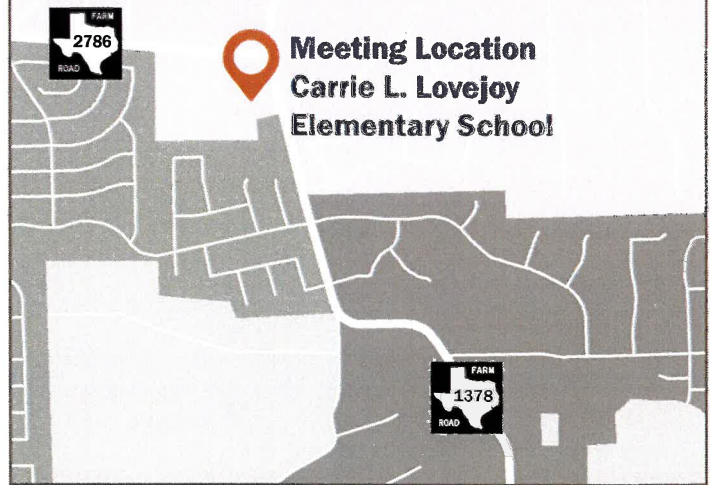 FARM
2786
ROAD
Meeting Location
Carrie L. Lovejoy
Elementary School
FARM
1378
ROAD